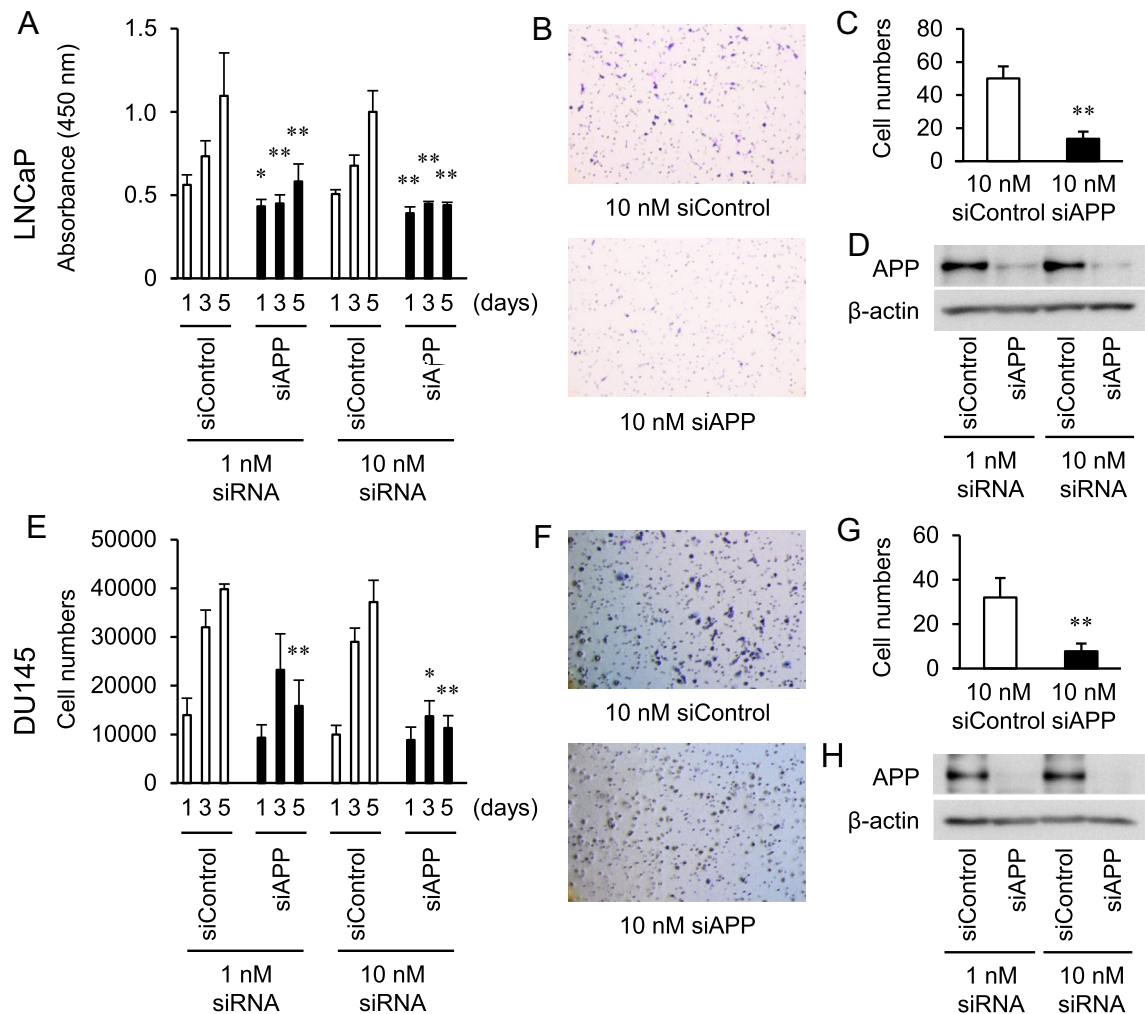 A
LNCaP
Absorbance (450 nm)
1.5
1.0
0.5
0
*
**
**
**
**
**
1 3 5
1 3 5
1 3 5
1 3 5
(days)
siControl
siAPP
siControl
siAPP
1 nM
siRNA
10 nM
siRNA
B
10 nM siControl
10 nM siAPP
C
Cell numbers
80
60
40
20
0
**
10 nM
siControl
10 nM
siAPP
D
APP
β-actin
siControl
siAPP
siControl
siAPP
1 nM
siRNA
10 nM
siRNA
E
DU145
Cell numbers
50000
40000
30000
20000
10000
0
**
*
**
1 3 5
1 3 5
1 3 5
1 3 5
(days)
siControl
siAPP
siControl
siAPP
1 nM
siRNA
10 nM
siRNA
F
10 nM siControl
10 nM siAPP
G
Cell numbers
60
40
20
0
**
10 nM
siControl
10 nM
siAPP
H
APP
β-actin
siControl
siAPP
siControl
siAPP
1 nM
siRNA
10 nM
siRNA